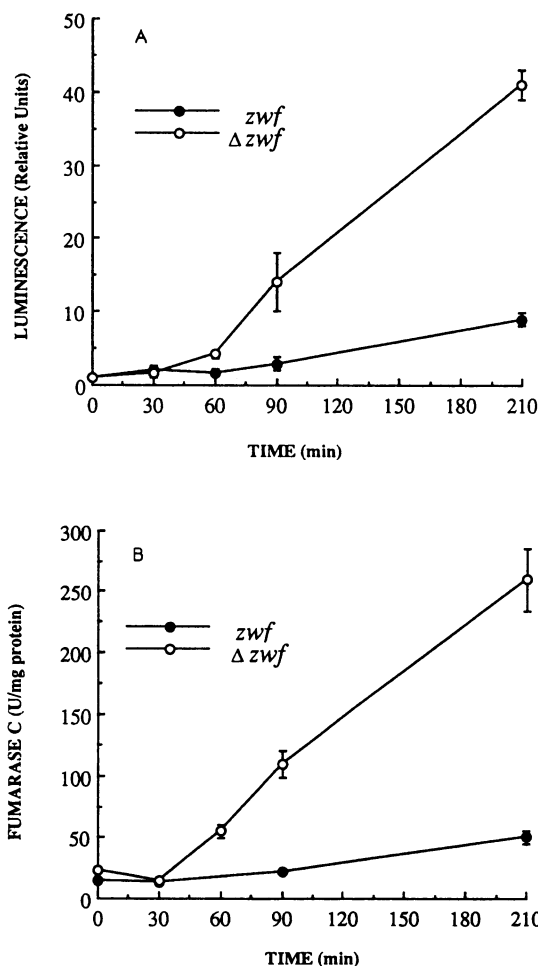 A
LUMINESCENCE (Relative Units)
50
40
30
20
10
0
zwf
Δ zwf
0 30 60 90 120 150 180 210
TIME (min)
B
FUMARASE C (U/mg protein)
300
250
200
150
100
50
0
zwf
Δ zwf
0 30 60 90 120 150 180 210
TIME (min)